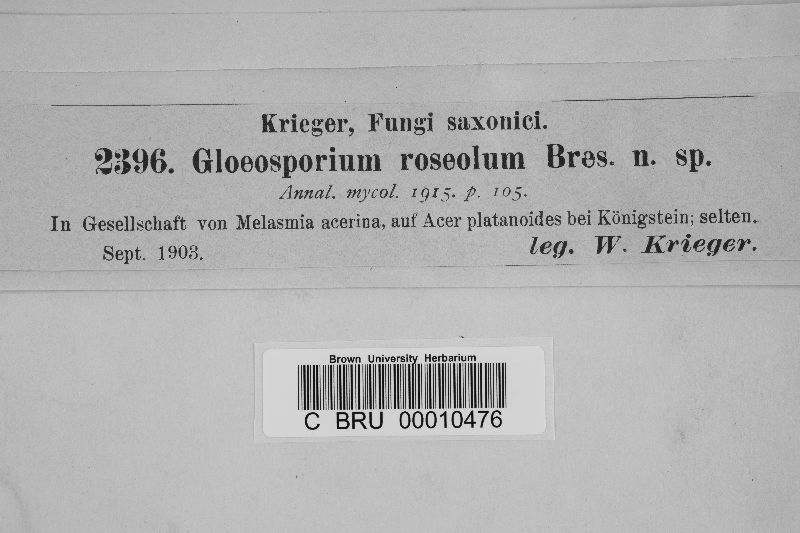 Krieger, Fungi saxonici.
2396. Gloeosporium roseolum Bres. n. sp.
Annal. mycol. 1915. p. 105.
In Gesellschaft von Melasmia acerina, auf Acer platanoides bei Königstein; selten.
Sept. 1903. leg. W. Krieger.
Brown University Herbarium
C BRU 00010476